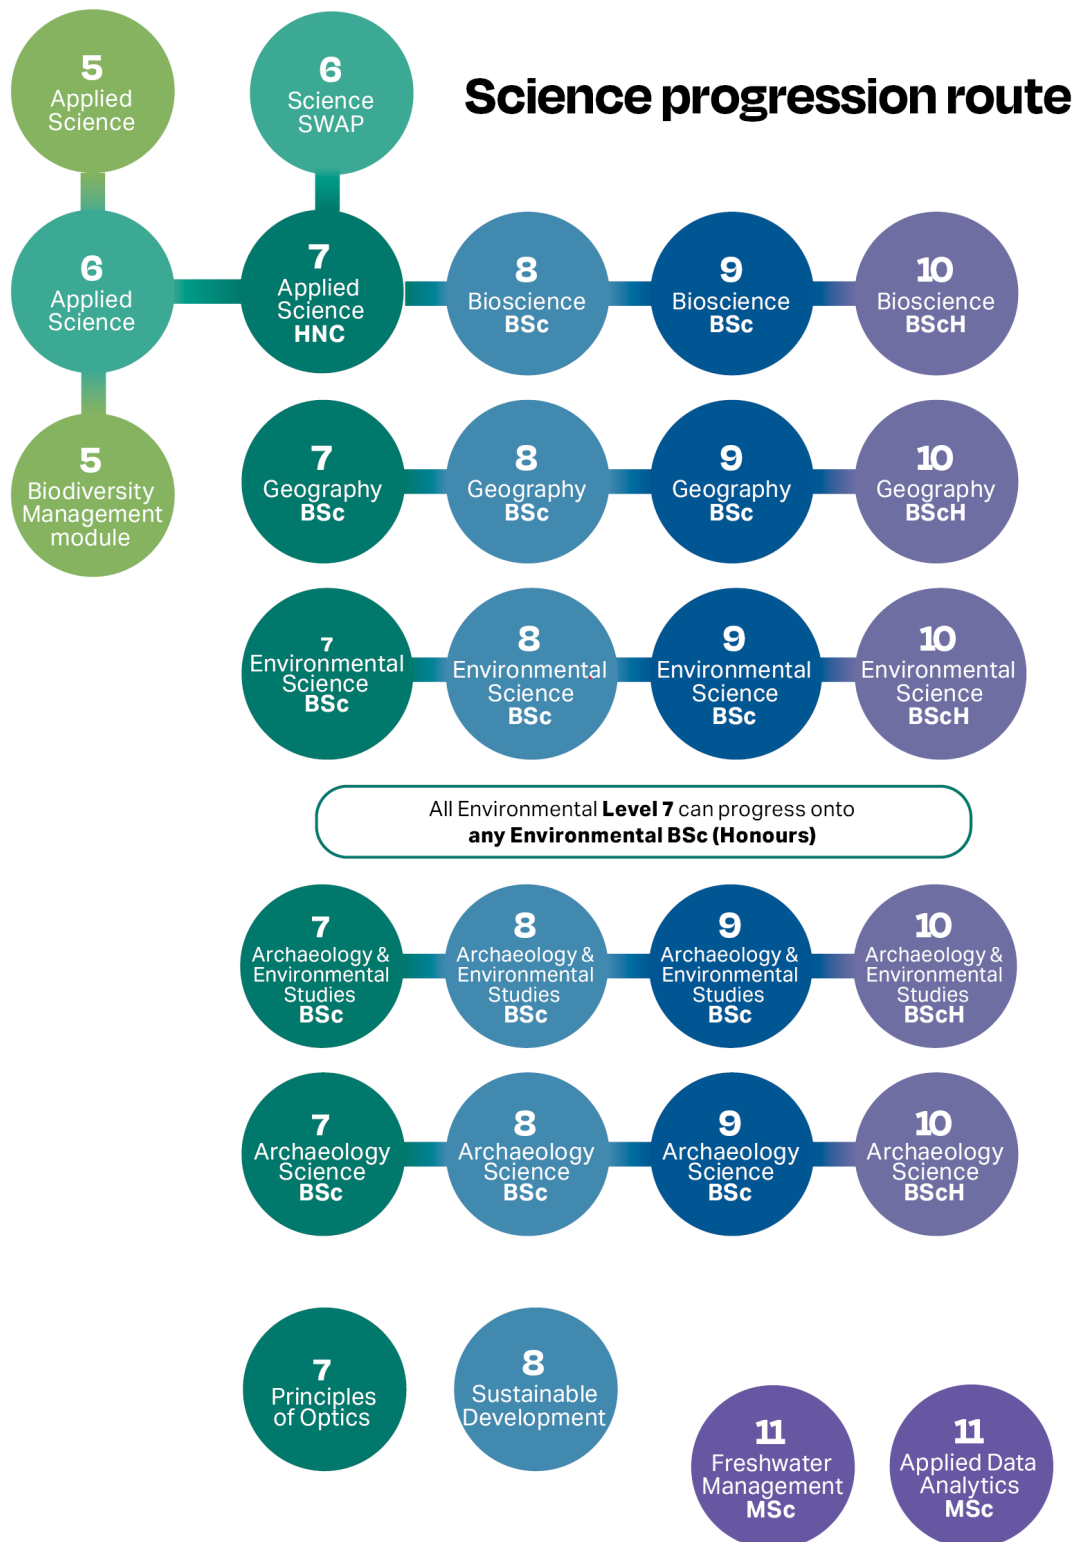 5
Applied
Science
6
Science
SWAP
Science progression route
6
Applied
Science
7
Applied
Science
HNC
8
Bioscience
BSc
9
Bioscience
BSc
10
Bioscience
BScH
5
Biodiversity
Management
module
7
Geography
BSc
8
Geography
BSc
9
Geography
BSc
10
Geography
BScH
7
Environmental
Science
BSc
8
Environmental
Science
BSc
9
Environmental
Science
BSc
10
Environmental
Science
BScH
All Environmental Level 7 can progress onto
any Environmental BSc (Honours)
7
Archaeology &
Environmental
Studies
BSc
8
Archaeology &
Environmental
Studies
BSc
9
Archaeology &
Environmental
Studies
BSc
10
Archaeology &
Environmental
Studies
BScH
7
Archaeology
Science
BSc
8
Archaeology
Science
BSc
9
Archaeology
Science
BSc
10
Archaeology
Science
BScH
7
Principles
of Optics
8
Sustainable
Development
11
Freshwater
Management
MSc
11
Applied Data
Analytics
MSc